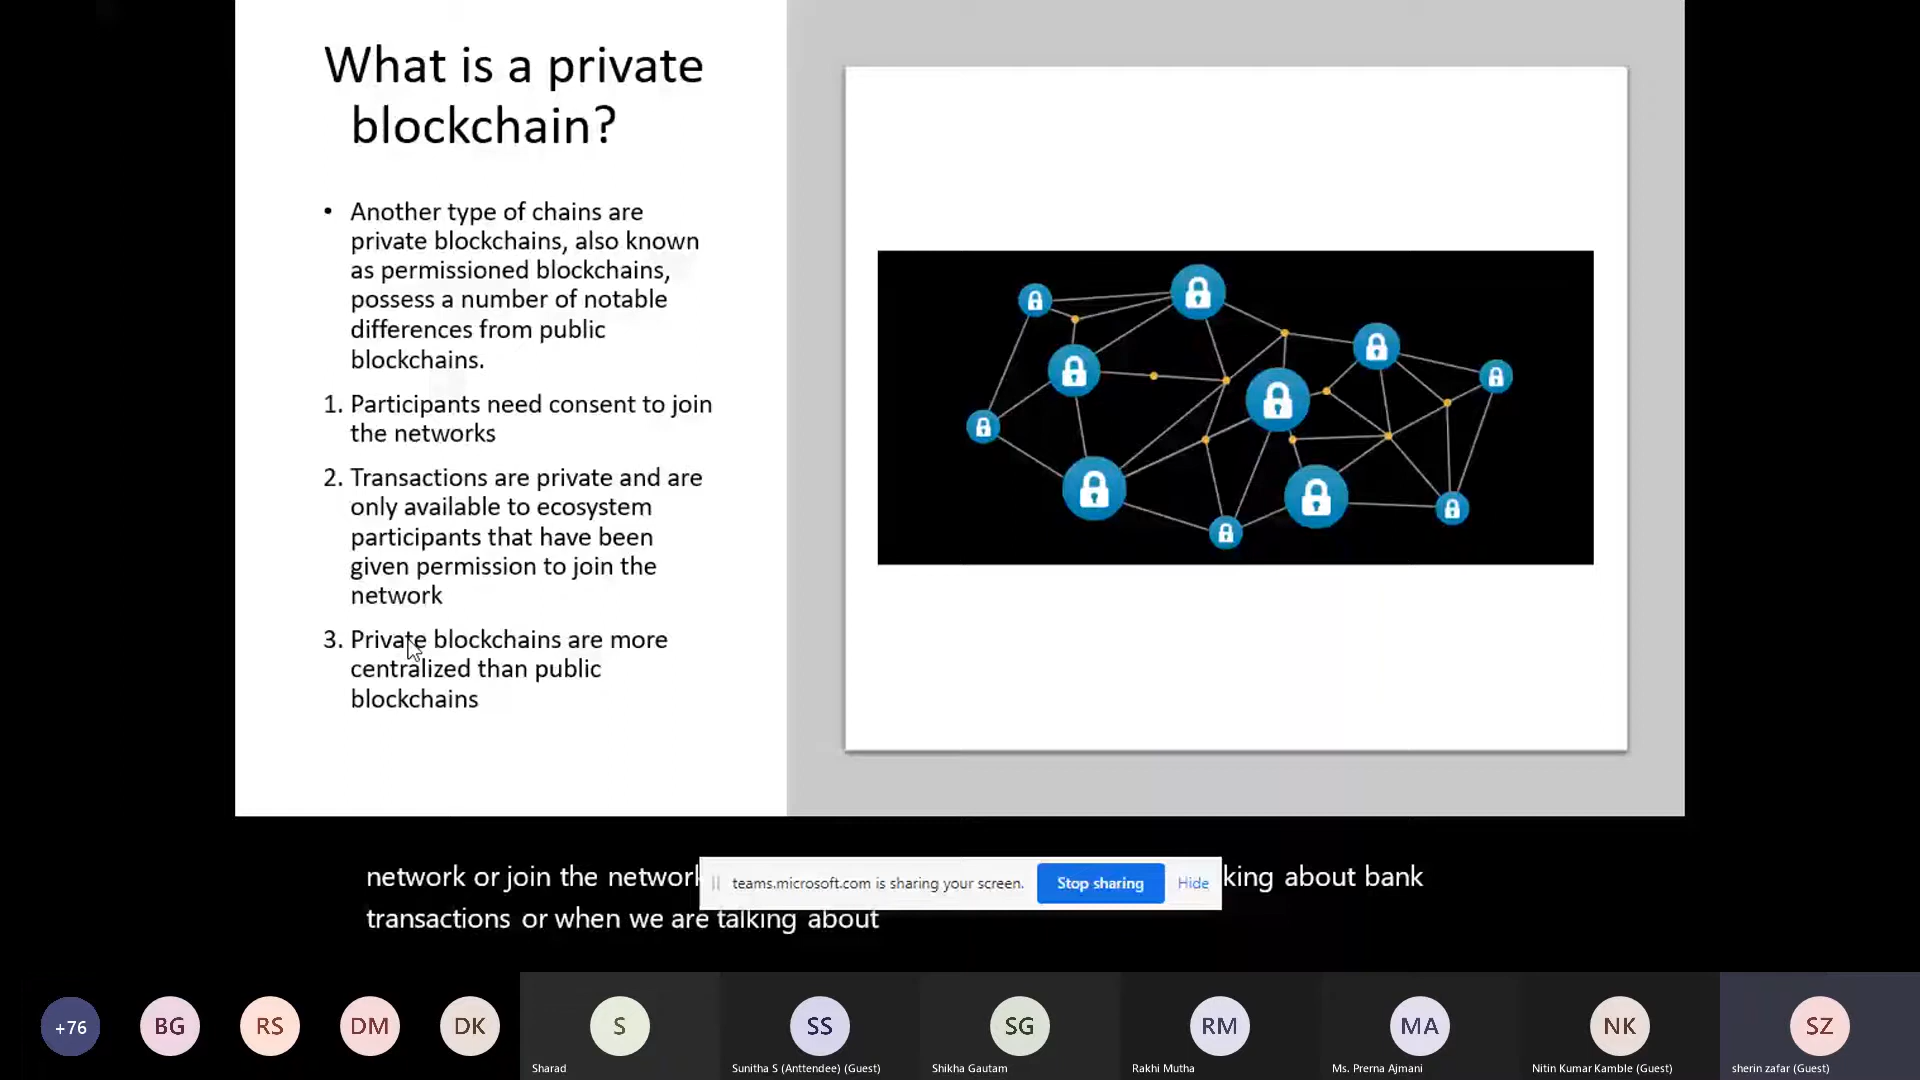 What is a private
blockchain?
• Another type of chains are
private blockchains, also known
as permissioned blockchains,
possess a number of notable
differences from public
blockchains.
1. Participants need consent to join
the networks
2. Transactions are private and are
only available to ecosystem
participants that have been
given permission to join the
network
3. Private blockchains are more
centralized than public
blockchains
network or join the network
teams.microsoft.com is sharing your screen. Stop sharing Hide
king about bank
transactions or when we are talking about
+76 BG RS DM DK S SS SG RM MA NK SZ
Sharad Sunitha S (Anttendee) (Guest) Shikha Gautam Rakhi Mutha Ms. Prerna Ajmani Nitin Kumar Kamble (Guest) sherin zafar (Guest)